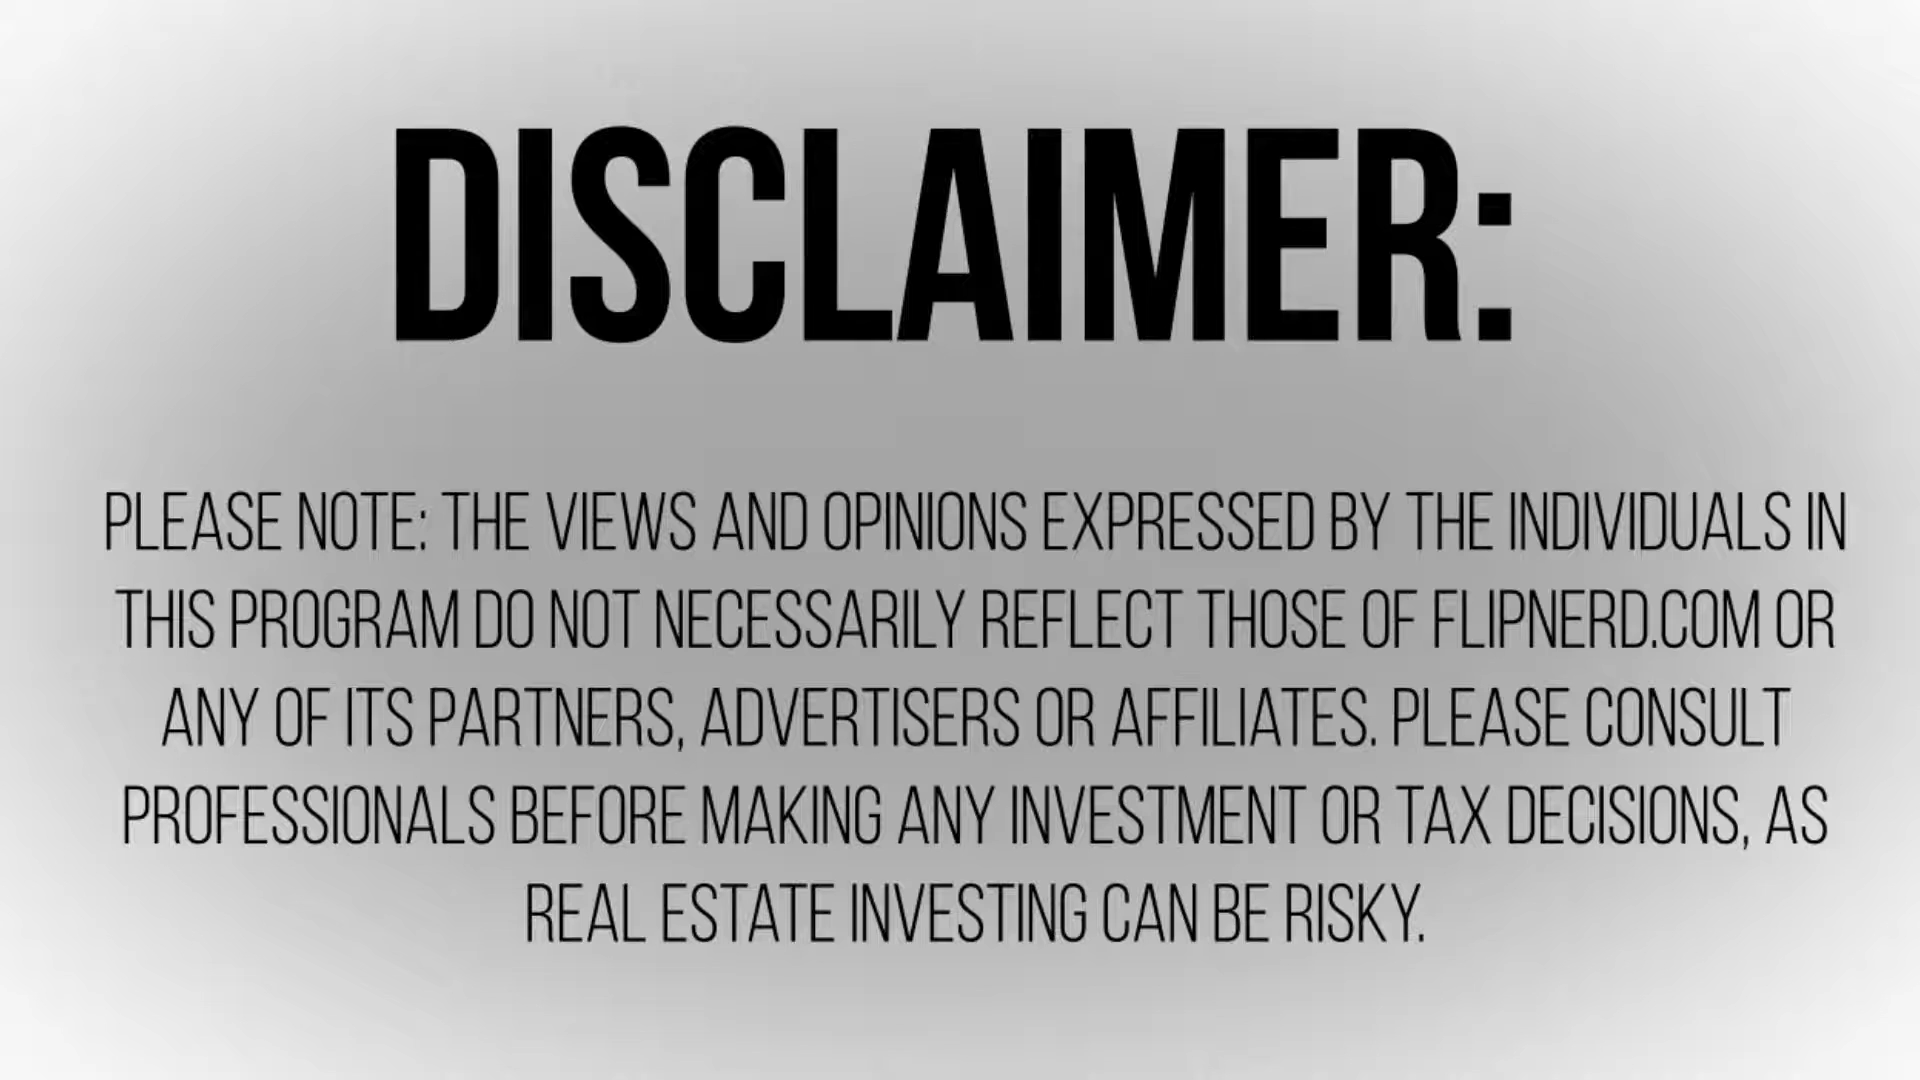 DISCLAIMER:
PLEASE NOTE: THE VIEWS AND OPINIONS EXPRESSED BY THE INDIVIDUALS IN
THIS PROGRAM DO NOT NECESSARILY REFLECT THOSE OF FLIPNERD.COM OR
ANY OF ITS PARTNERS, ADVERTISERS OR AFFILIATES. PLEASE CONSULT
PROFESSIONALS BEFORE MAKING ANY INVESTMENT OR TAX DECISIONS, AS
REAL ESTATE INVESTING CAN BE RISKY.